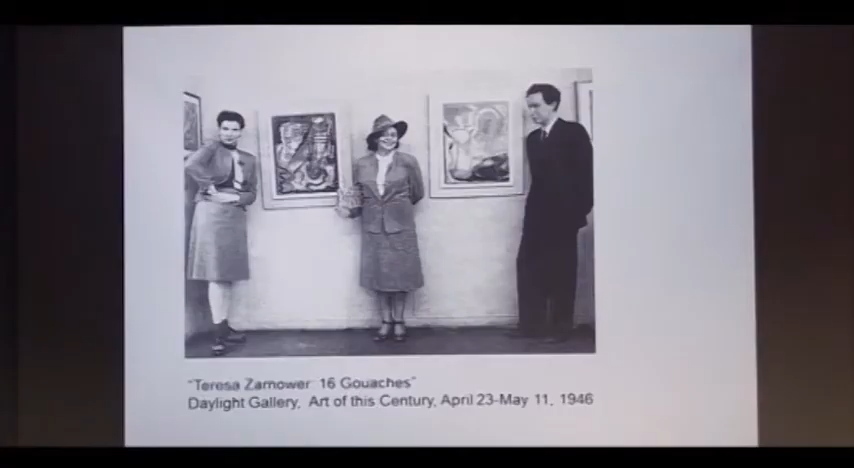 "Teresa Zarnower: 16 Gouaches"
Daylight Gallery, Art of this Century, April 23-May 11, 1946